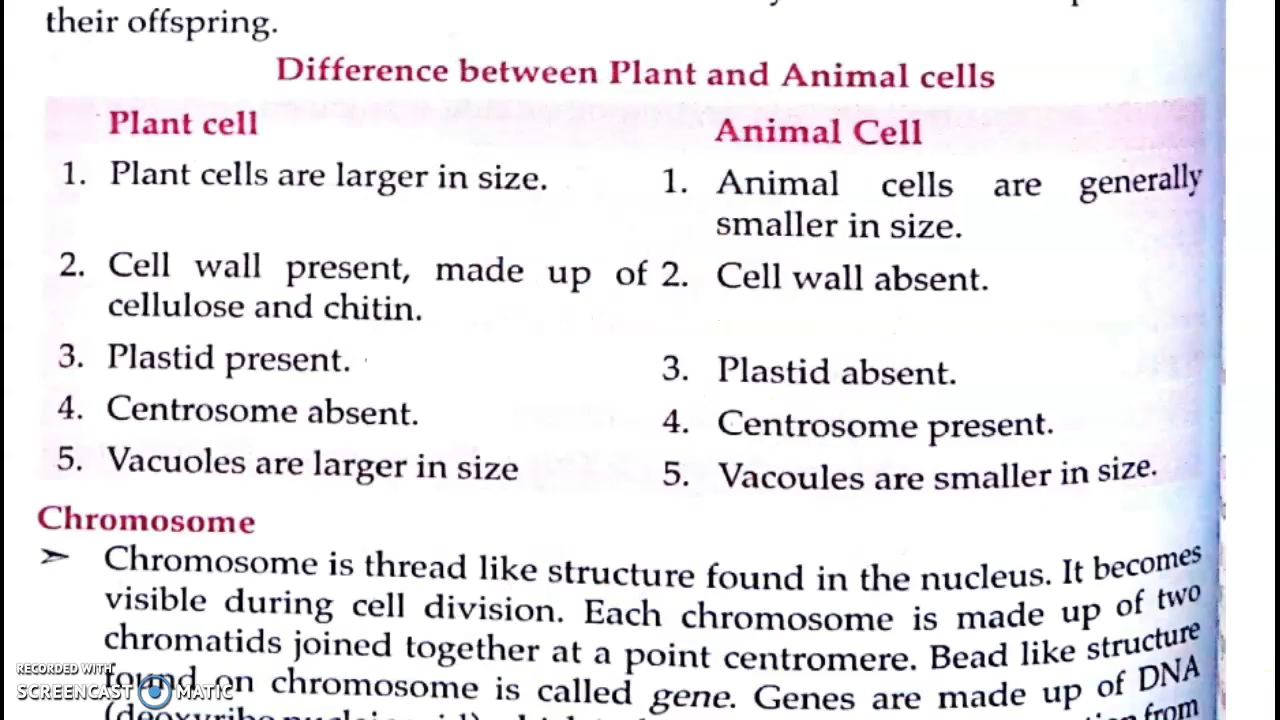 their offspring.
Difference between Plant and Animal cells
Plant cell
1. Plant cells are larger in size.
2. Cell wall present, made up of
cellulose and chitin.
3. Plastid present.
4. Centrosome absent.
5. Vacuoles are larger in size
Animal Cell
1. Animal cells are generally
smaller in size.
2. Cell wall absent.
3. Plastid absent.
4. Centrosome present.
5. Vacoules are smaller in size.
Chromosome
➢ Chromosome is thread like structure found in the nucleus. It becomes
visible during cell division. Each chromosome is made up of two
chromatids joined together at a point centromere. Bead like structure
found on chromosome is called gene. Genes are made up of DNA
from
RECORDED WITH
SCREENCAST MATIC